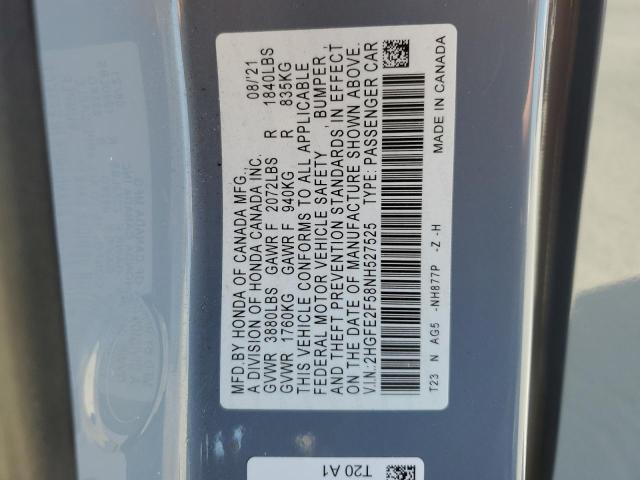 MFD.BY HONDA OF CANADA MFG. 08/'21
A DIVISION OF HONDA CANADA INC.
GVWR 3880LBS GAWR F 2072LBS R 1840LBS
GVWR 1760KG GAWR F 940KG R 835KG
THIS VEHICLE CONFORMS TO ALL APPLICABLE
FEDERAL MOTOR VEHICLE SAFETY , BUMPER ,
AND THEFT PREVENTION STANDARDS IN EFFECT
ON THE DATE OF MANUFACTURE SHOWN ABOVE.
V.I.N.:2HGFE2F58NH527525 TYPE: PASSENGER CAR
T23 N AG5 -NH877P -Z -H MADE IN CANADA
T20 A1